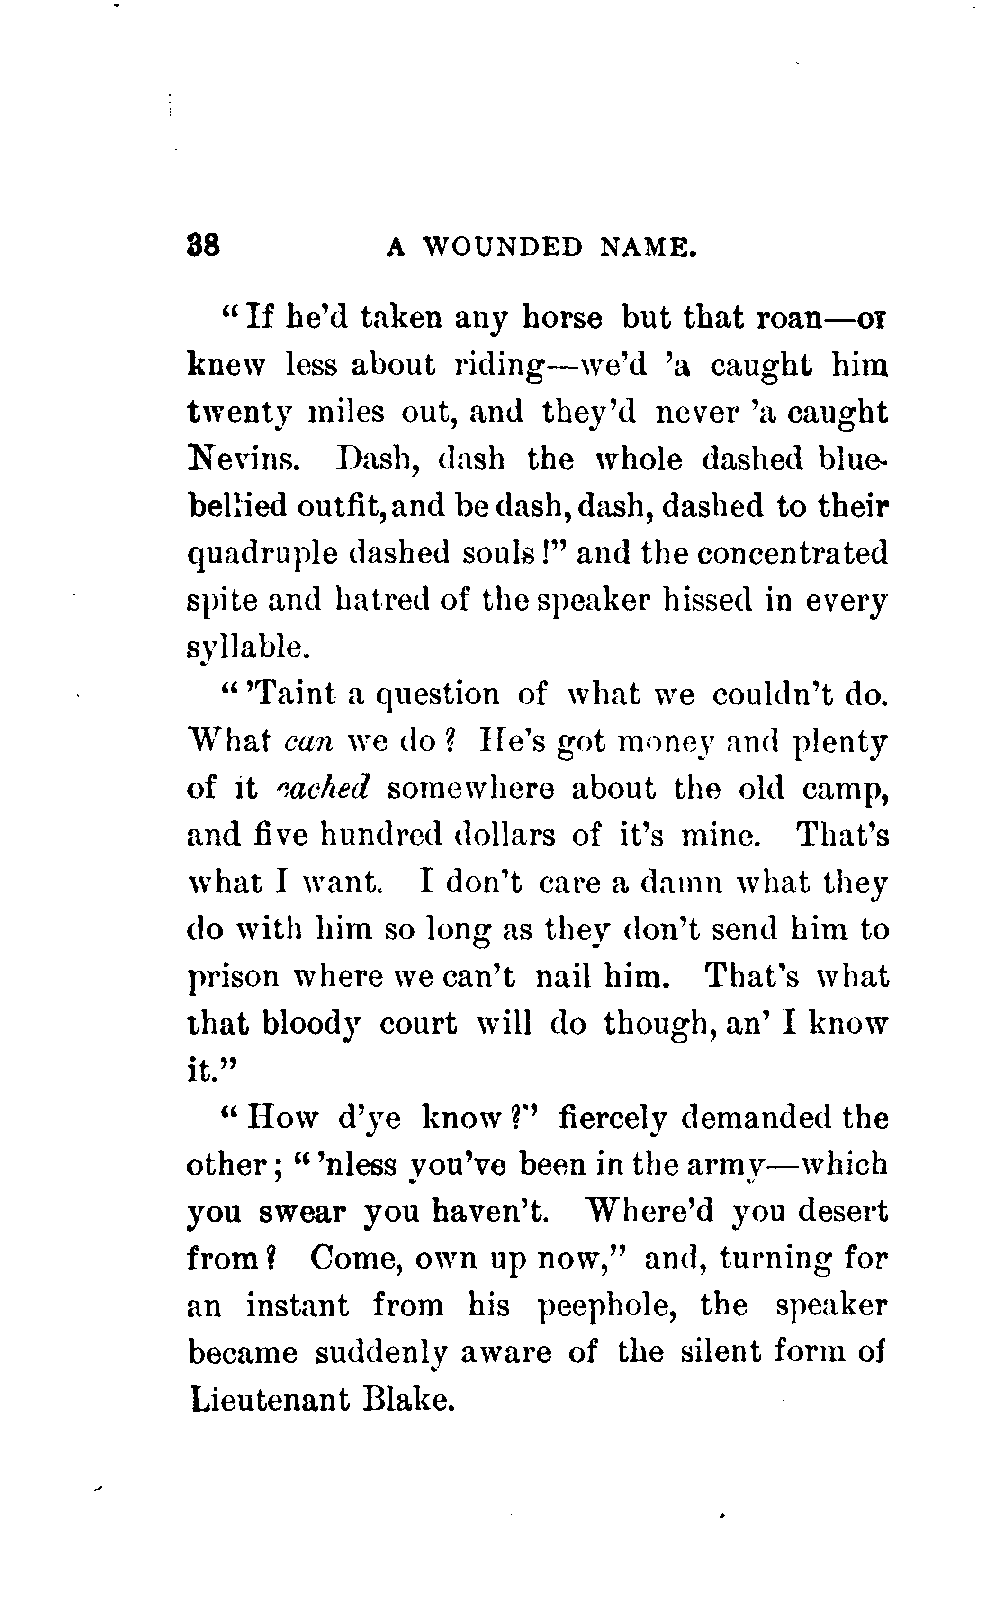 38 A WOUNDED NAME.
“If he’d taken any horse but that roan—or
knew less about riding—we’d ’a caught him
twenty miles out, and they’d never ’a caught
Nevins. Dash, dash the whole dashed blue-
bellied outfit, and be dash, dash, dashed to their
quadruple dashed souls!” and the concentrated
spite and hatred of the speaker hissed in every
syllable.
“’Taint a question of what we couldn’t do.
What can we do? He’s got money and plenty
of it cached somewhere about the old camp,
and five hundred dollars of it’s mine. That’s
what I want. I don’t care a damn what they
do with him so long as they don’t send him to
prison where we can’t nail him. That’s what
that bloody court will do though, an’ I know
it.”
“How d’ye know?” fiercely demanded the
other; “’nless you’ve been in the army—which
you swear you haven’t. Where’d you desert
from? Come, own up now,” and, turning for
an instant from his peephole, the speaker
became suddenly aware of the silent form of
Lieutenant Blake.